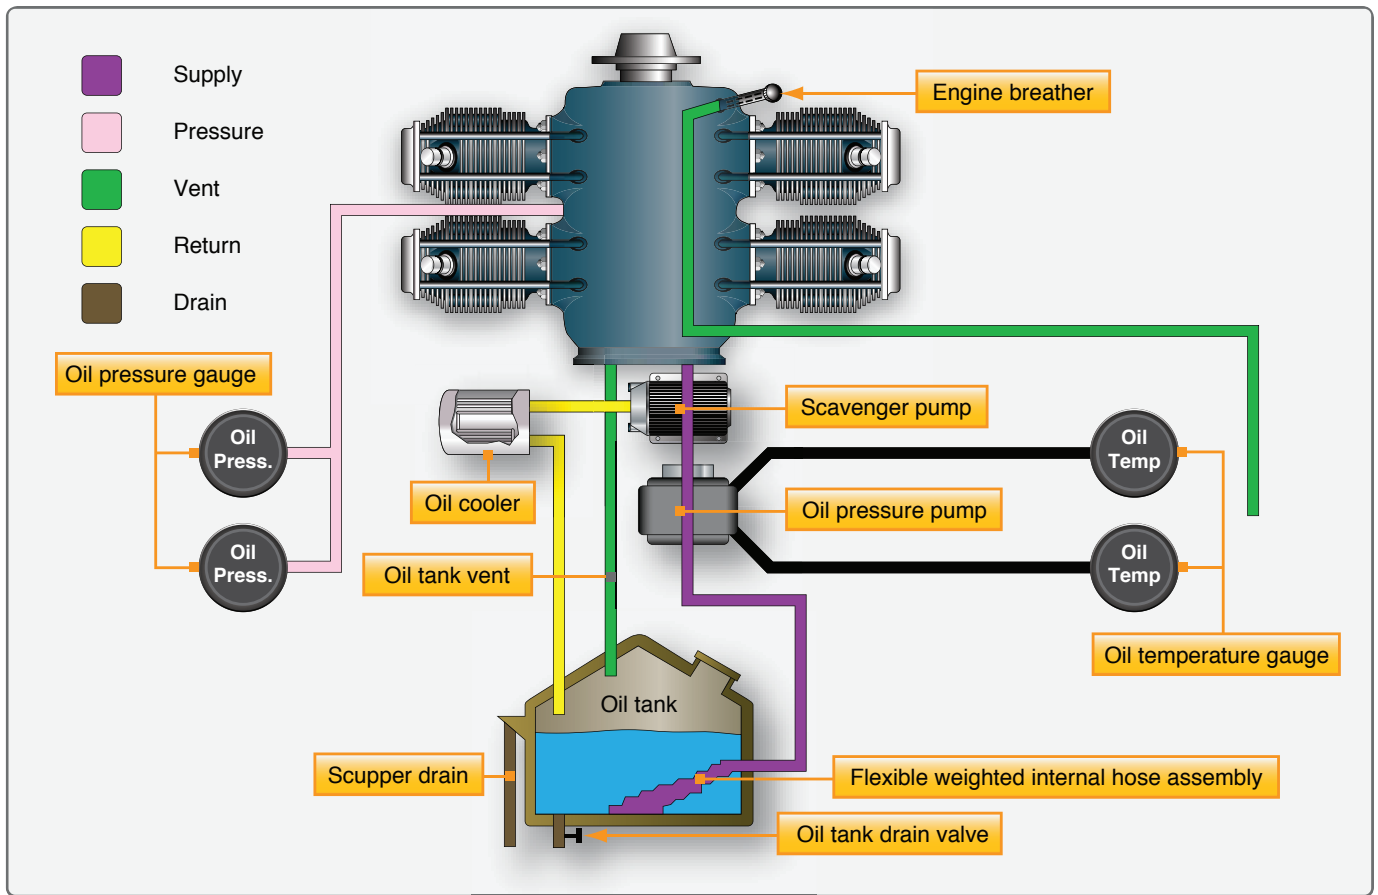 Supply
Pressure
Vent
Return
Drain
Engine breather
Oil pressure gauge
Oil
Press.
Oil
Press.
Oil cooler
Scavenger pump
Oil pressure pump
Oil
Temp
Oil
Temp
Oil tank vent
Oil temperature gauge
Oil tank
Scupper drain
Flexible weighted internal hose assembly
Oil tank drain valve